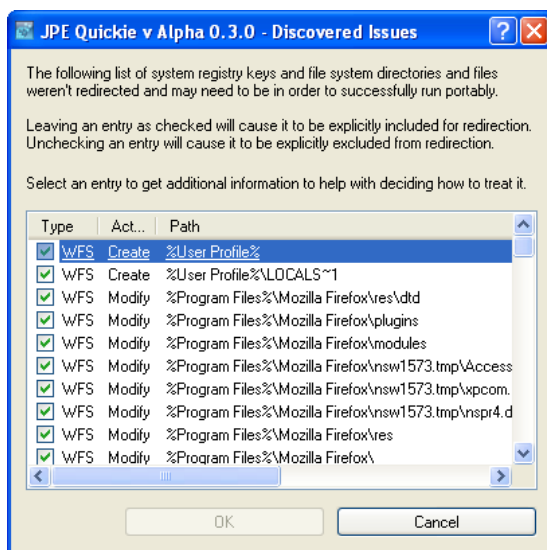 JPE Quickie v Alpha 0.3.0 - Discovered Issues
The following list of system registry keys and file system directories and files
weren't redirected and may need to be in order to successfully run portably.
Leaving an entry as checked will cause it to be explicitly included for redirection.
Unchecking an entry will cause it to be explicitly excluded from redirection.
Select an entry to get additional information to help with deciding how to treat it.
Type Act... Path
WFS Create %User Profile%
WFS Create %User Profile%\LOCALS~1
WFS Modify %Program Files%\Mozilla Firefox\res\dtd
WFS Modify %Program Files%\Mozilla Firefox\plugins
WFS Modify %Program Files%\Mozilla Firefox\modules
WFS Modify %Program Files%\Mozilla Firefox\nsw1573.tmp\Access
WFS Modify %Program Files%\Mozilla Firefox\nsw1573.tmp\xpcom.
WFS Modify %Program Files%\Mozilla Firefox\nsw1573.tmp\nspr4.d
WFS Modify %Program Files%\Mozilla Firefox\res
WFS Modify %Program Files%\Mozilla Firefox\
OK Cancel